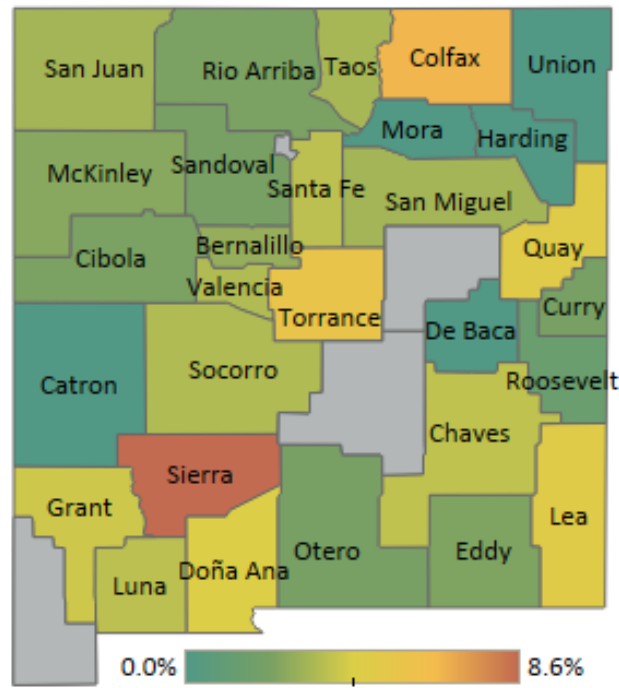 San Juan
Rio Arriba
Taos
Colfax
Union
Mora
Harding
McKinley
Sandoval
Santa Fe
San Miguel
Bernalillo
Quay
Cibola
Valencia
Torrance
Curry
De Baca
Catron
Socorro
Roosevelt
Chaves
Sierra
Grant
Lea
Luna
Doña Ana
Otero
Eddy
0.0%
8.6%